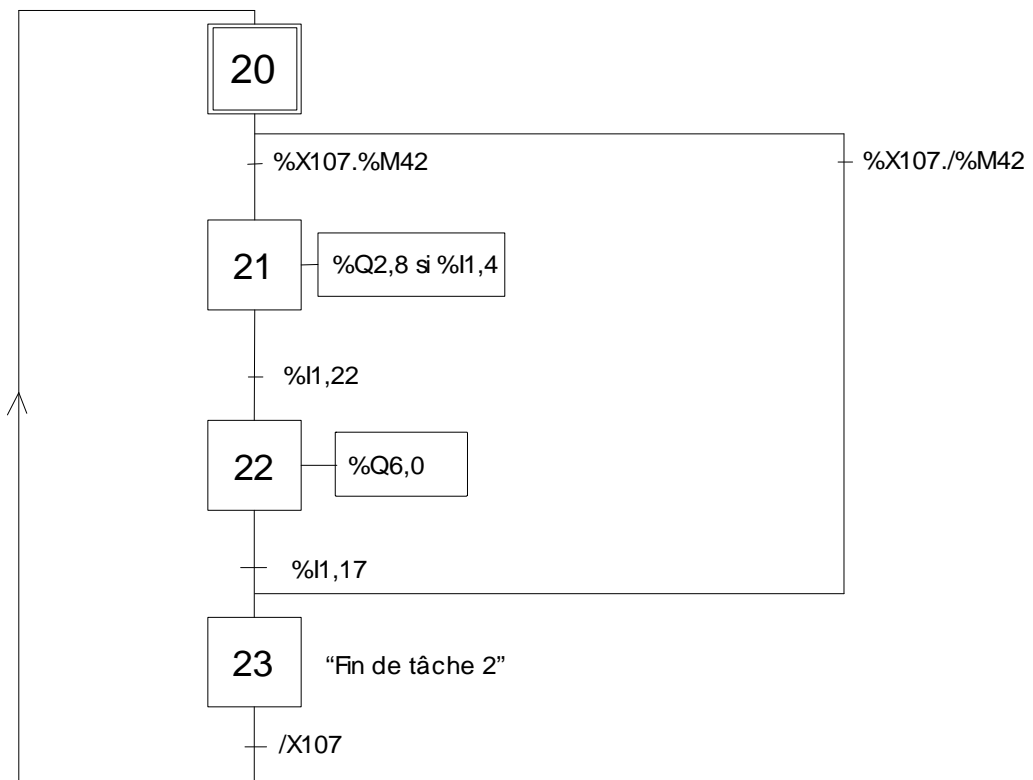 20
%X107.%M42
%X107./%M42
21
%Q2,8 si %I1,4
%I1,22
22
%Q6,0
%I1,17
23
“Fin de tâche 2”
/X107